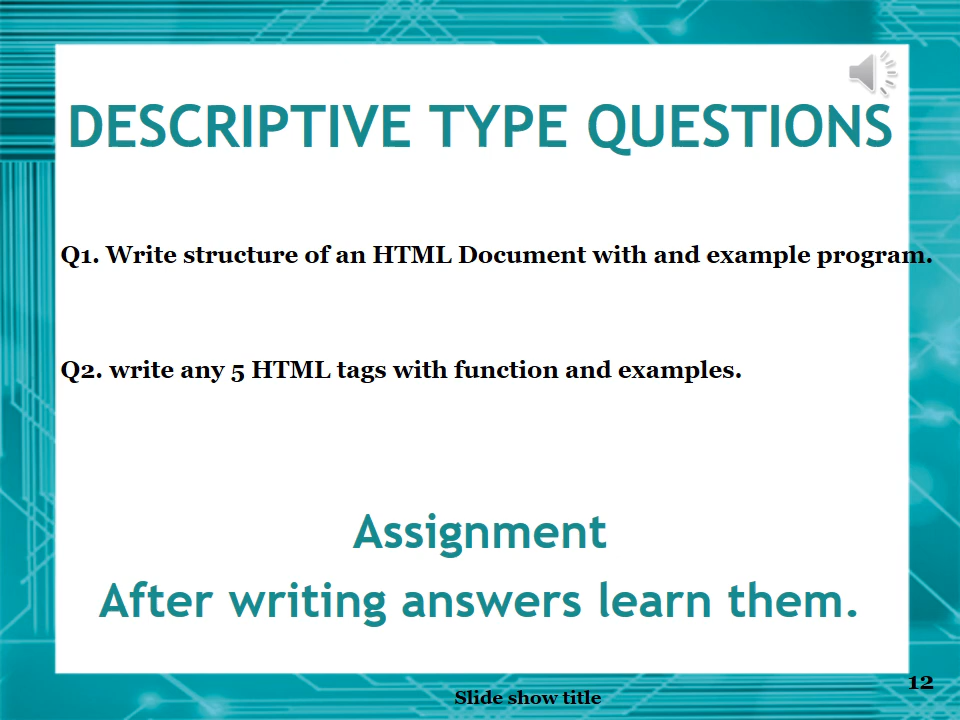 DESCRIPTIVE TYPE QUESTIONS
Q1. Write structure of an HTML Document with and example program.
Q2. write any 5 HTML tags with function and examples.
Assignment
After writing answers learn them.
12
Slide show title